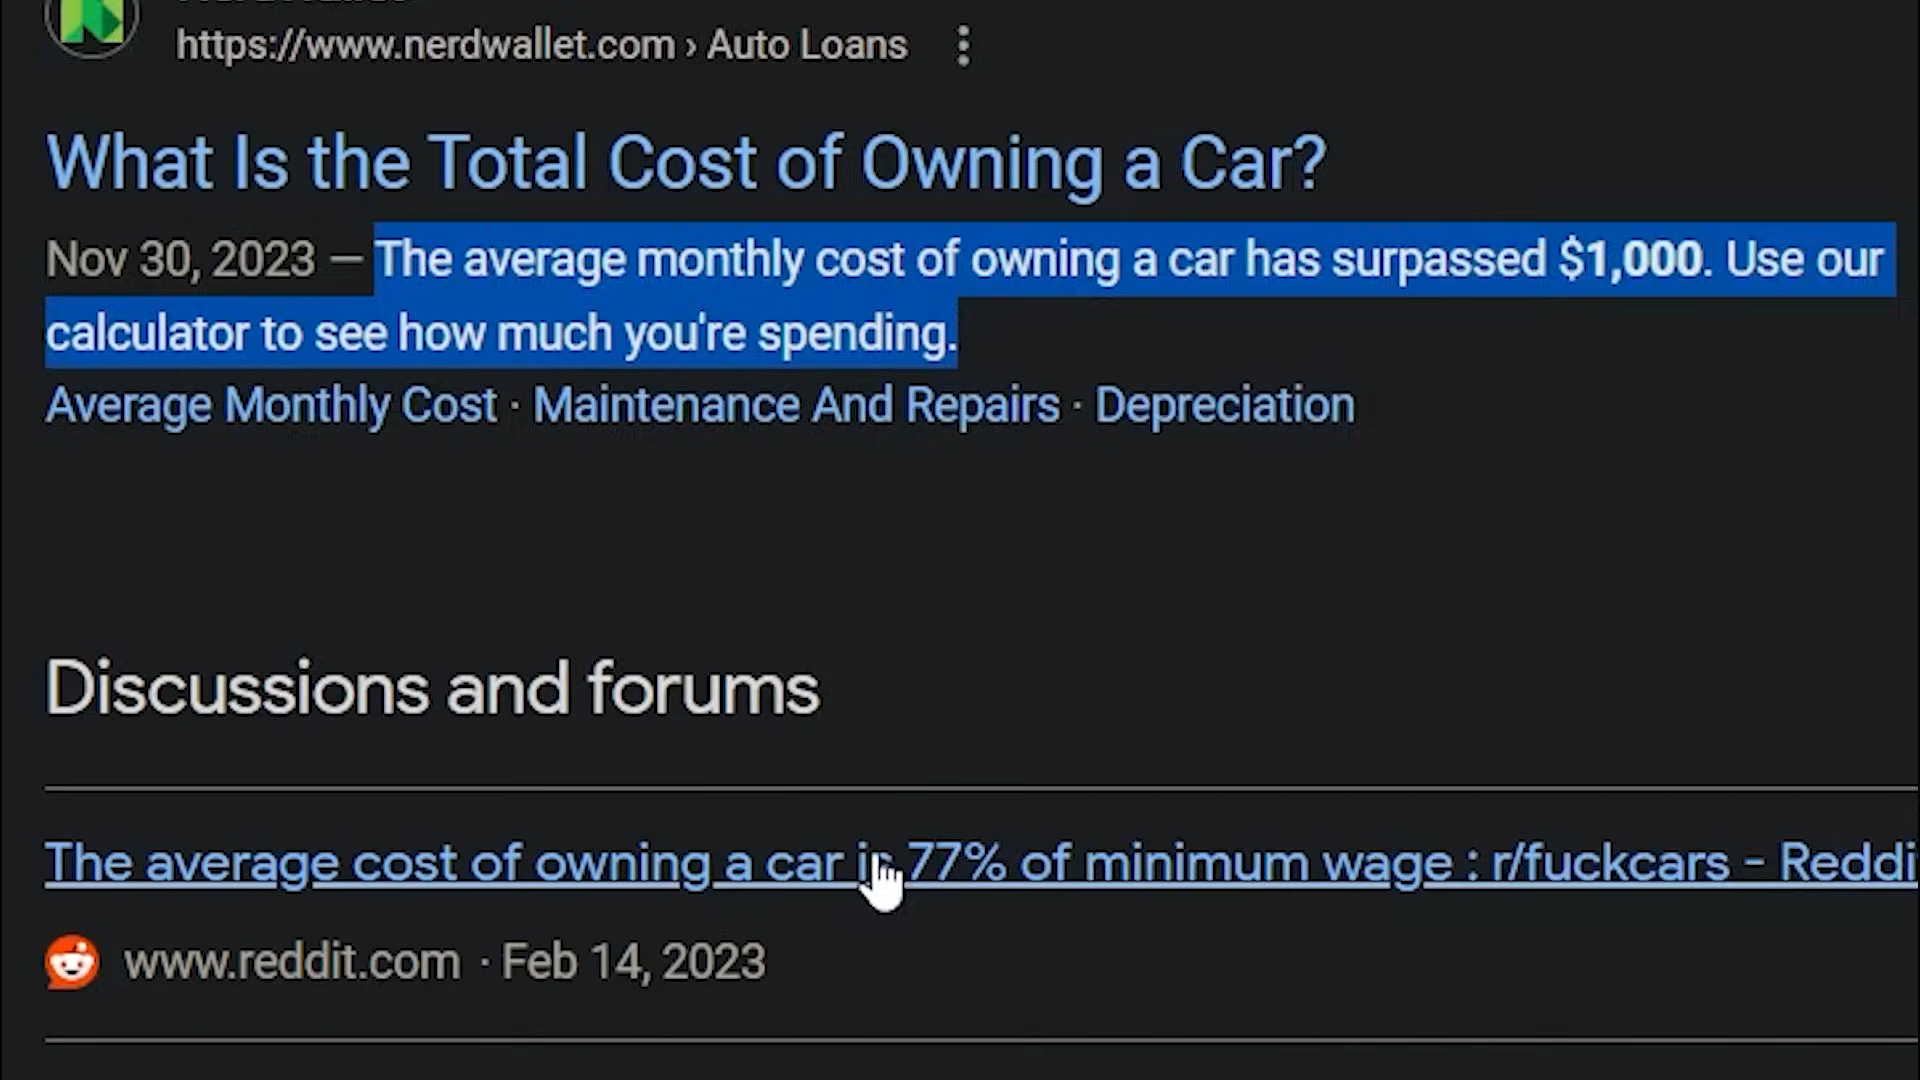 https://www.nerdwallet.com › Auto Loans
What Is the Total Cost of Owning a Car?
Nov 30, 2023 — The average monthly cost of owning a car has surpassed $1,000. Use our
calculator to see how much you're spending.
Average Monthly Cost · Maintenance And Repairs · Depreciation
Discussions and forums
The average cost of owning a car is 77% of minimum wage : r/fuckcars - Reddi
www.reddit.com · Feb 14, 2023